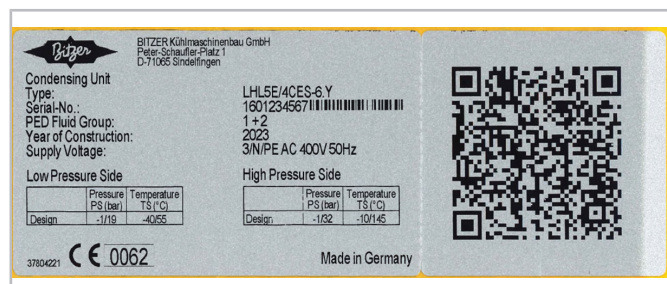 Bitzer
BITZER Kühlmaschinenbau GmbH
Peter-Schaufler-Platz 1
D-71065 Sindelfingen
Condensing Unit
Type: LHL5E/4CES-6.Y
Serial-No.: 1601234567
PED Fluid Group: 1+2
Year of Construction: 2023
Supply Voltage: 3/N/PE AC 400V 50Hz
Low Pressure Side
Pressure Temperature
PS (bar) TS (°C)
Design -1/19 -40/55
High Pressure Side
Pressure Temperature
PS (bar) TS (°C)
Design -1/32 -10/145
37804221 CE 0062
Made in Germany